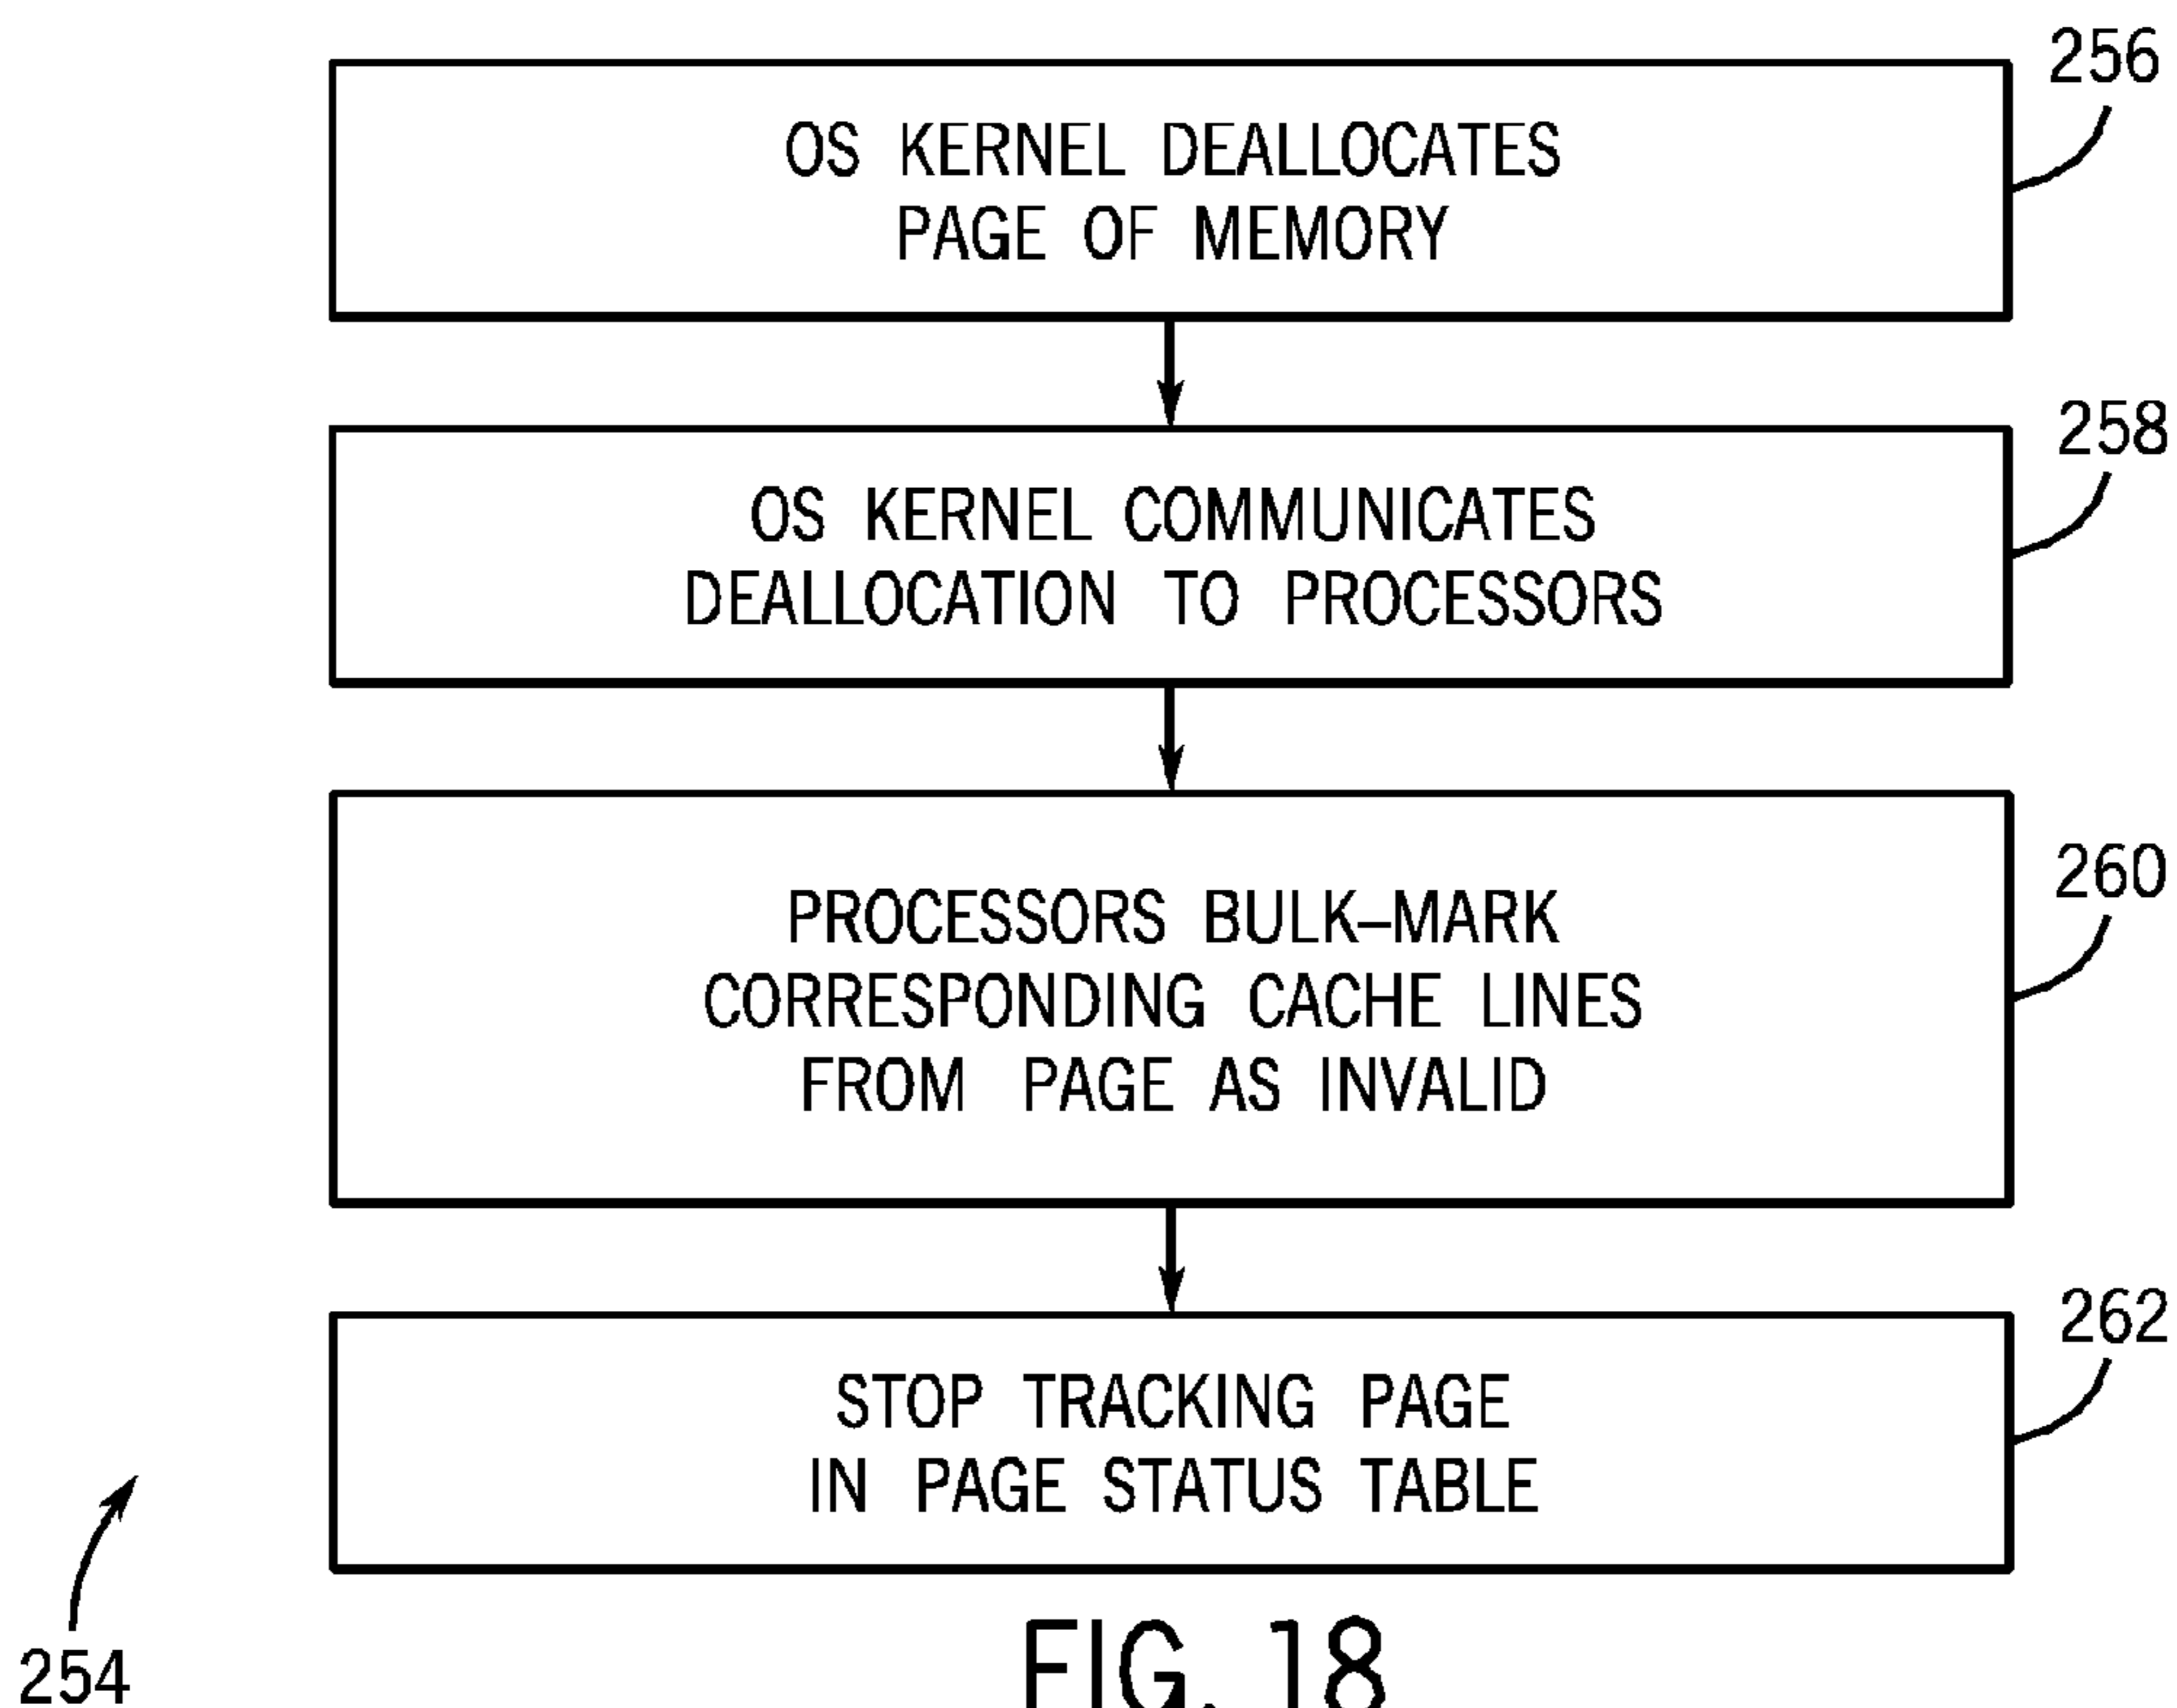 256
OS KERNEL DEALLOCATES
PAGE OF MEMORY
258
OS KERNEL COMMUNICATES
DEALLOCATION TO PROCESSORS
260
PROCESSORS BULK–MARK
CORRESPONDING CACHE LINES
FROM PAGE AS INVALID
262
STOP TRACKING PAGE
IN PAGE STATUS TABLE
254
FIG. 18